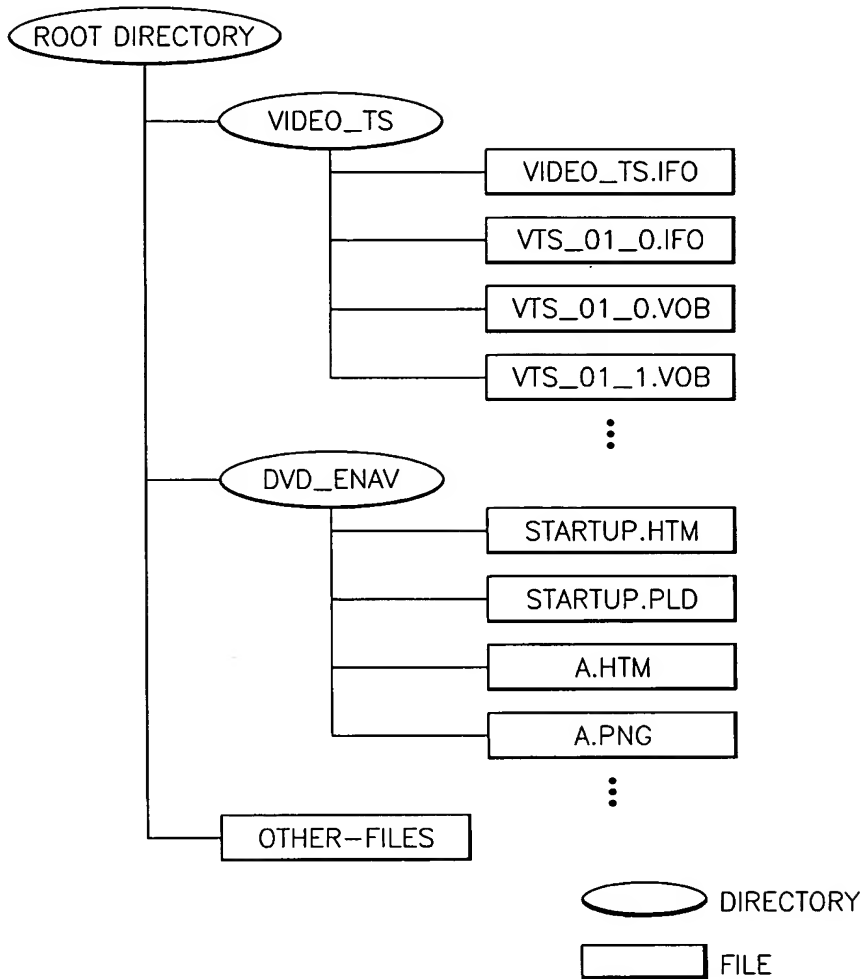 ROOT DIRECTORY
VIDEO_TS
VIDEO_TS.IFO
VTS_01_0.IFO
VTS_01_0.VOB
VTS_01_1.VOB
DVD_ENAV
STARTUP.HTM
STARTUP.PLD
A.HTM
A.PNG
OTHER-FILES
DIRECTORY
FILE